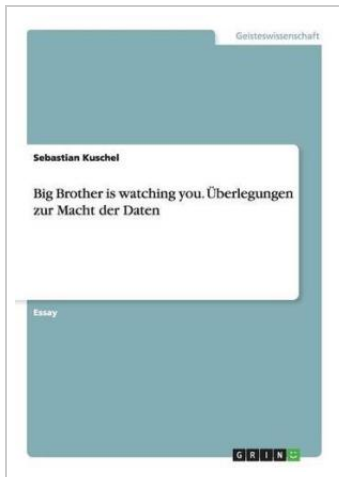 Geisteswissenschaft
Sebastian Kuschel
Big Brother is watching you. Überlegungen
zur Macht der Daten
Essay
GRIN